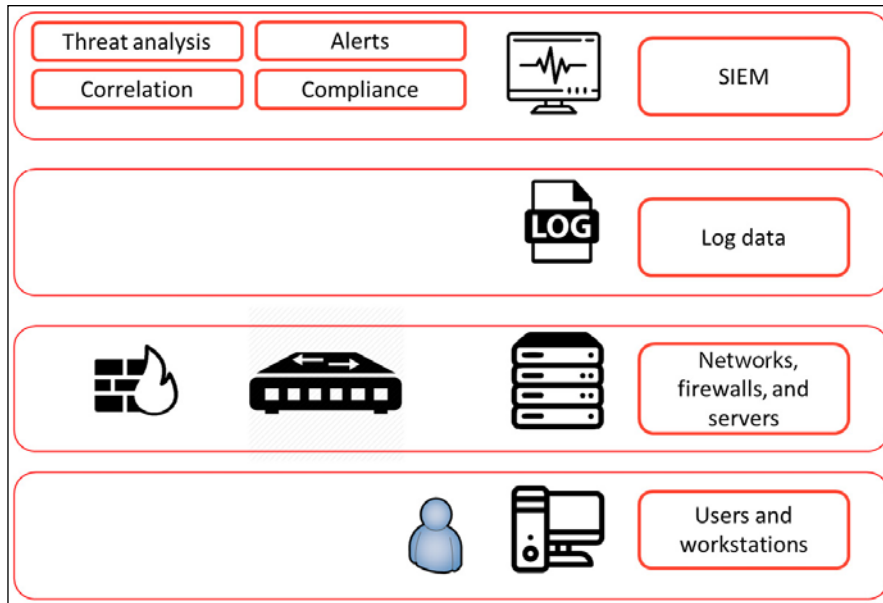 Threat analysis
Alerts
SIEM
Correlation
Compliance
LOG
Log data
Networks,
firewalls, and
servers
Users and
workstations